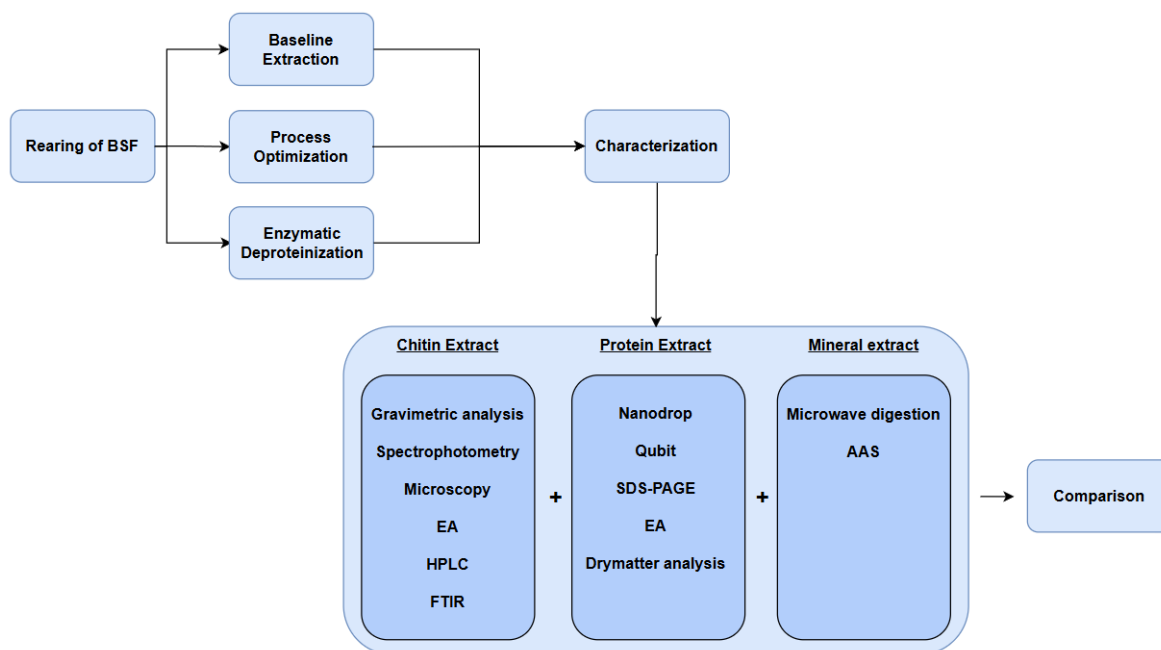 Baseline
Extraction
Rearing of BSF
Process
Optimization
Characterization
Enzymatic
Deproteinization
Chitin Extract
Protein Extract
Mineral extract
Gravimetric analysis
Spectrophotometry
Microscopy
EA
HPLC
FTIR
+
Nanodrop
Qubit
SDS-PAGE
EA
Drymatter analysis
+
Microwave digestion
AAS
Comparison